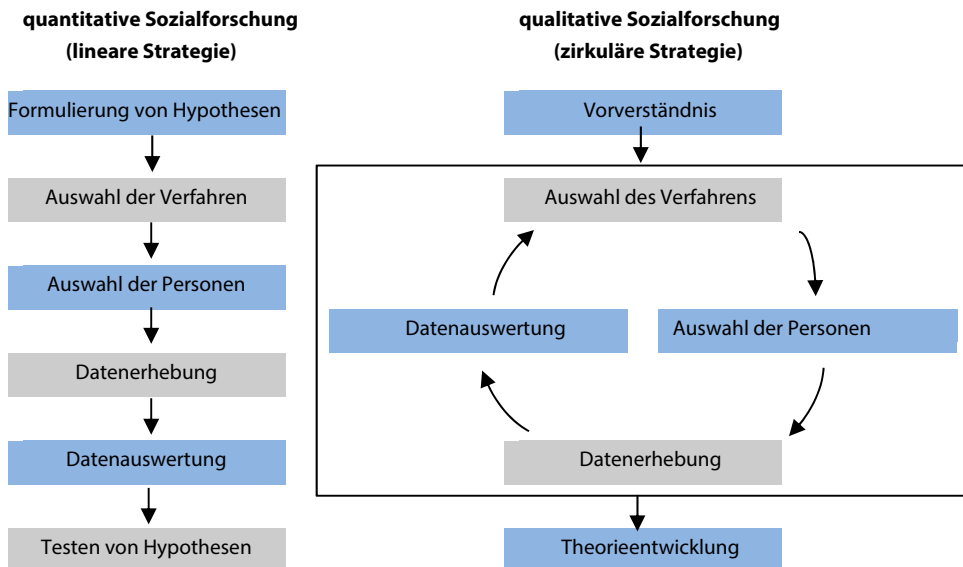 quantitative Sozialforschung
(lineare Strategie)
Formulierung von Hypothesen
Auswahl der Verfahren
Auswahl der Personen
Datenerhebung
Datenauswertung
Testen von Hypothesen
qualitative Sozialforschung
(zirkuläre Strategie)
Vorverständnis
Auswahl des Verfahrens
Datenauswertung
Auswahl der Personen
Datenerhebung
Theorieentwicklung